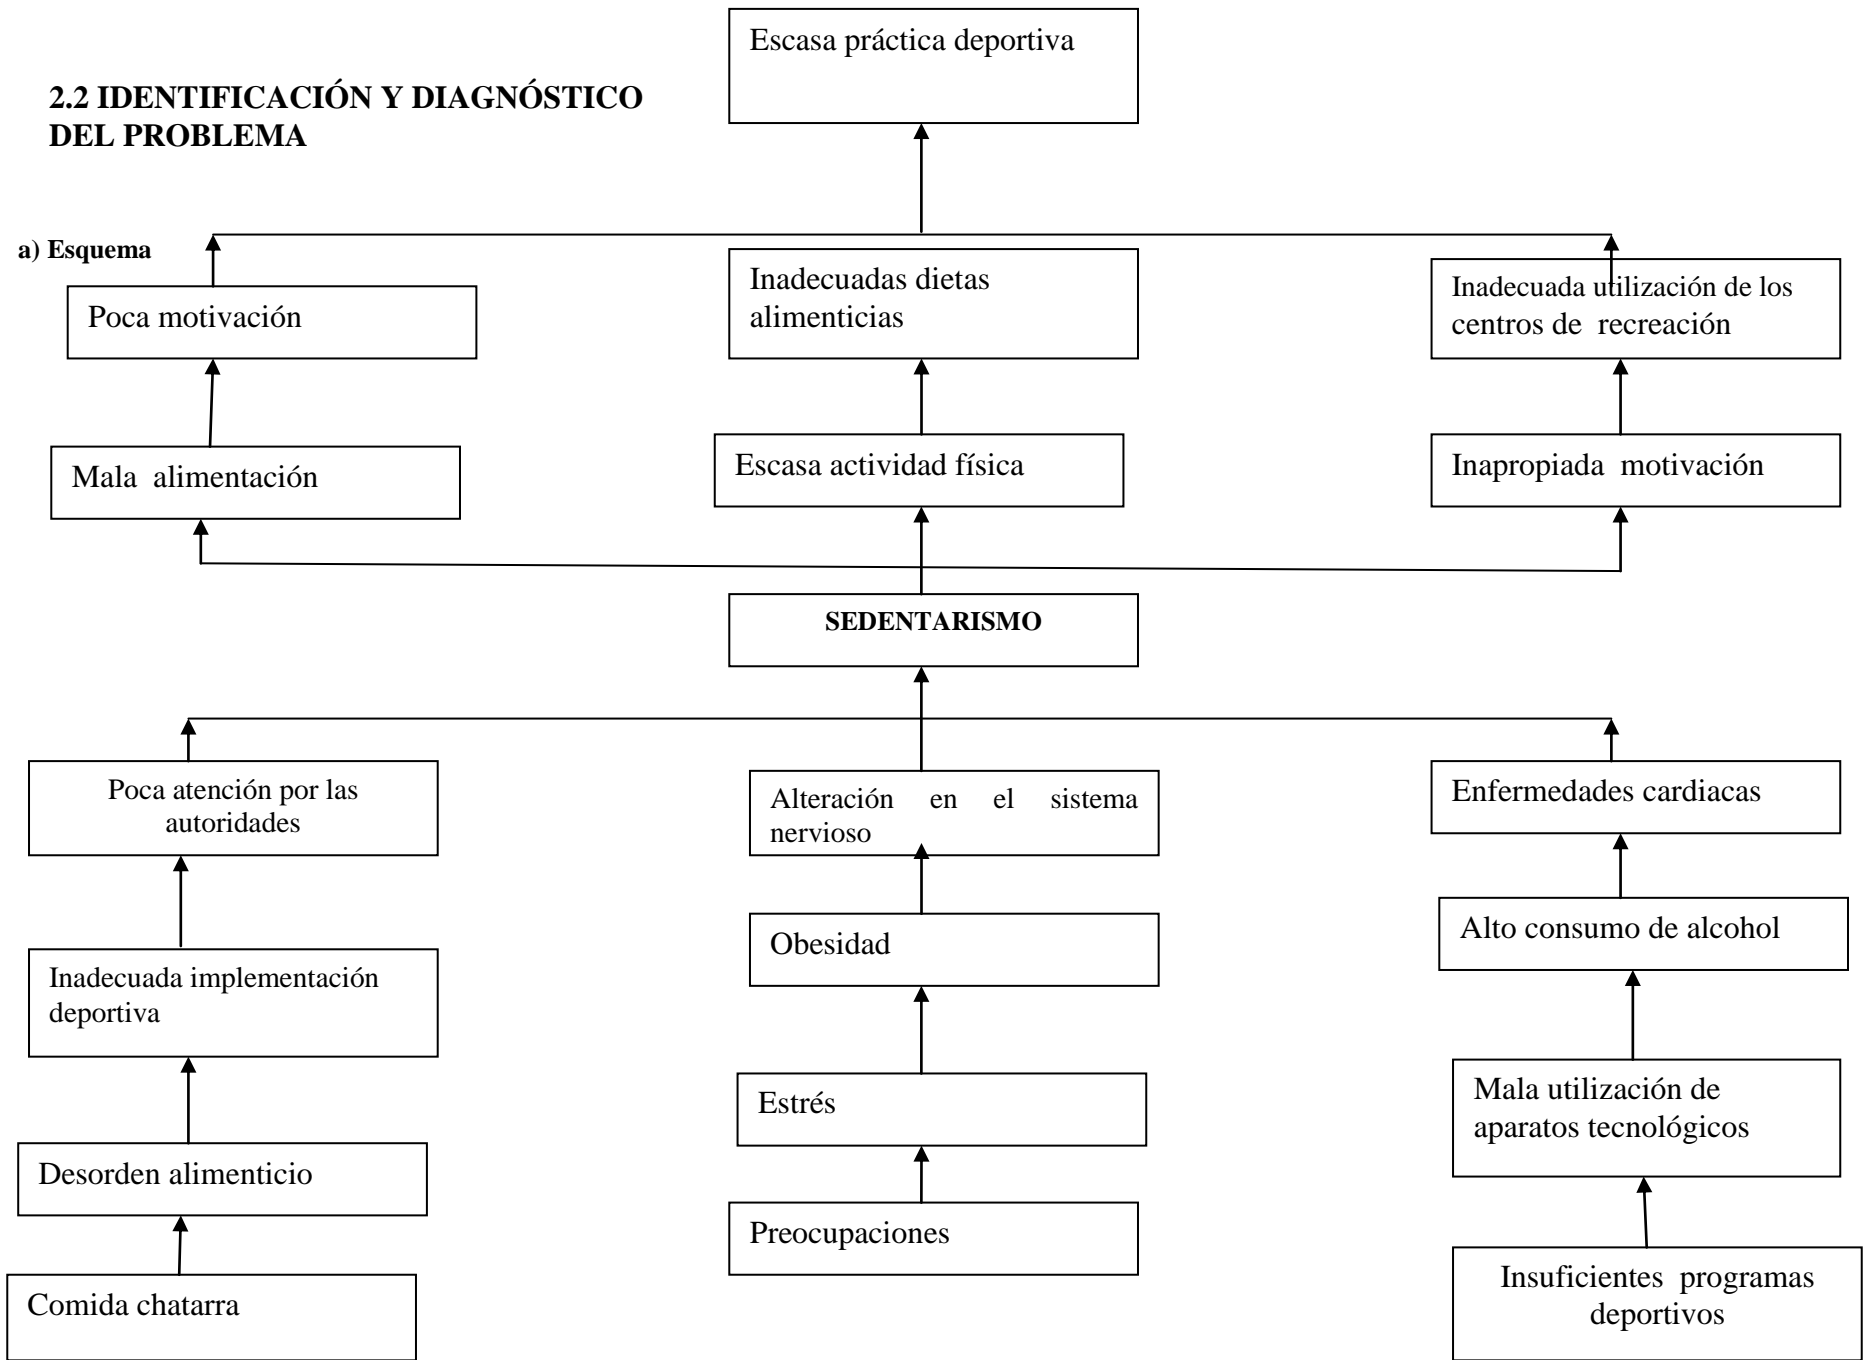 Escasa práctica deportiva
2.2 IDENTIFICACIÓN Y DIAGNÓSTICO
DEL PROBLEMA
a) Esquema
Poca motivación
Inadecuadas dietas
alimenticias
Inadecuada utilización de los
centros de recreación
Mala alimentación
Escasa actividad física
Inapropiada motivación
SEDENTARISMO
Poca atención por las
autoridades
Alteración en el sistema
nervioso
Enfermedades cardiacas
Inadecuada implementación
deportiva
Obesidad
Alto consumo de alcohol
Desorden alimenticio
Estrés
Mala utilización de
aparatos tecnológicos
Comida chatarra
Preocupaciones
Insuficientes programas
deportivos